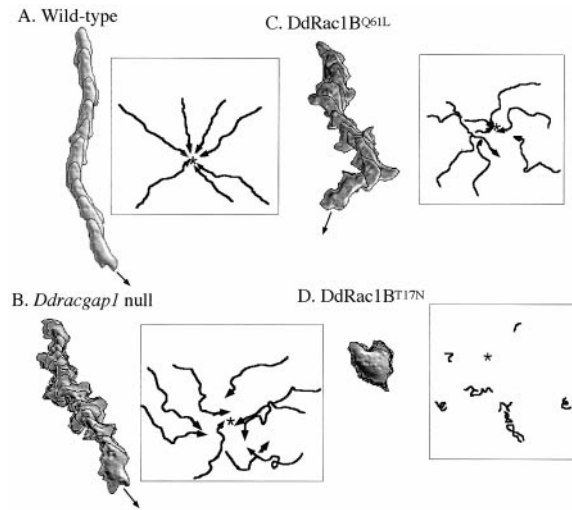 A. Wild-type
C. DdRac1B^Q61L
*
*
B. Ddracgap1 null
D. DdRac1B^T17N
*
*